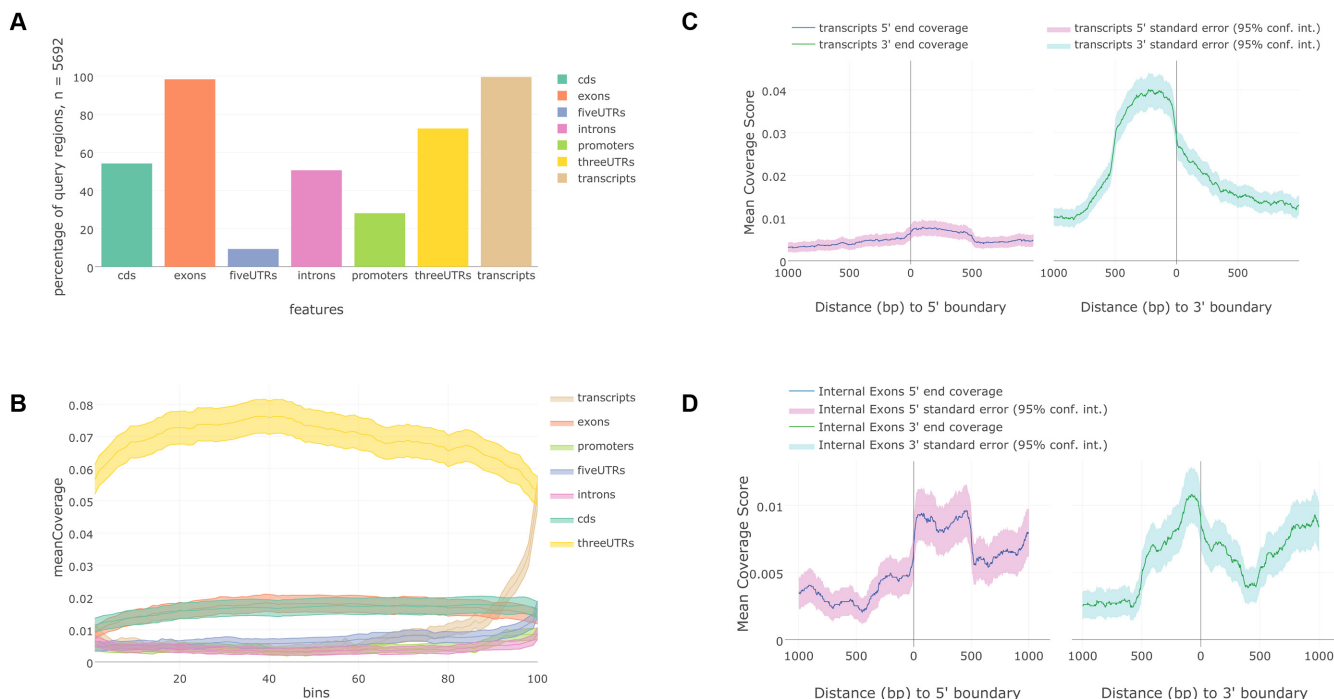 A
percentage of query regions, n = 5692
100
80
60
40
20
0
cds
exons
fiveUTRs
introns
promoters
threeUTRs
transcripts
features
cds
exons
fiveUTRs
introns
promoters
threeUTRs
transcripts
B
meanCoverage
0.08
0.07
0.06
0.05
0.04
0.03
0.02
0.01
0
20
40
60
80
100
bins
transcripts
exons
promoters
fiveUTRs
introns
cds
threeUTRs
C
transcripts 5' end coverage
transcripts 3' end coverage
transcripts 5' standard error (95% conf. int.)
transcripts 3' standard error (95% conf. int.)
Mean Coverage Score
0.04
0.03
0.02
0.01
0
1000
500
0
500
1000
500
0
500
Distance (bp) to 5' boundary
Distance (bp) to 3' boundary
D
Internal Exons 5' end coverage
Internal Exons 5' standard error (95% conf. int.)
Internal Exons 3' end coverage
Internal Exons 3' standard error (95% conf. int.)
Mean Coverage Score
0.01
0.005
0
1000
500
0
500
1000
1000
500
0
500
1000
Distance (bp) to 5' boundary
Distance (bp) to 3' boundary